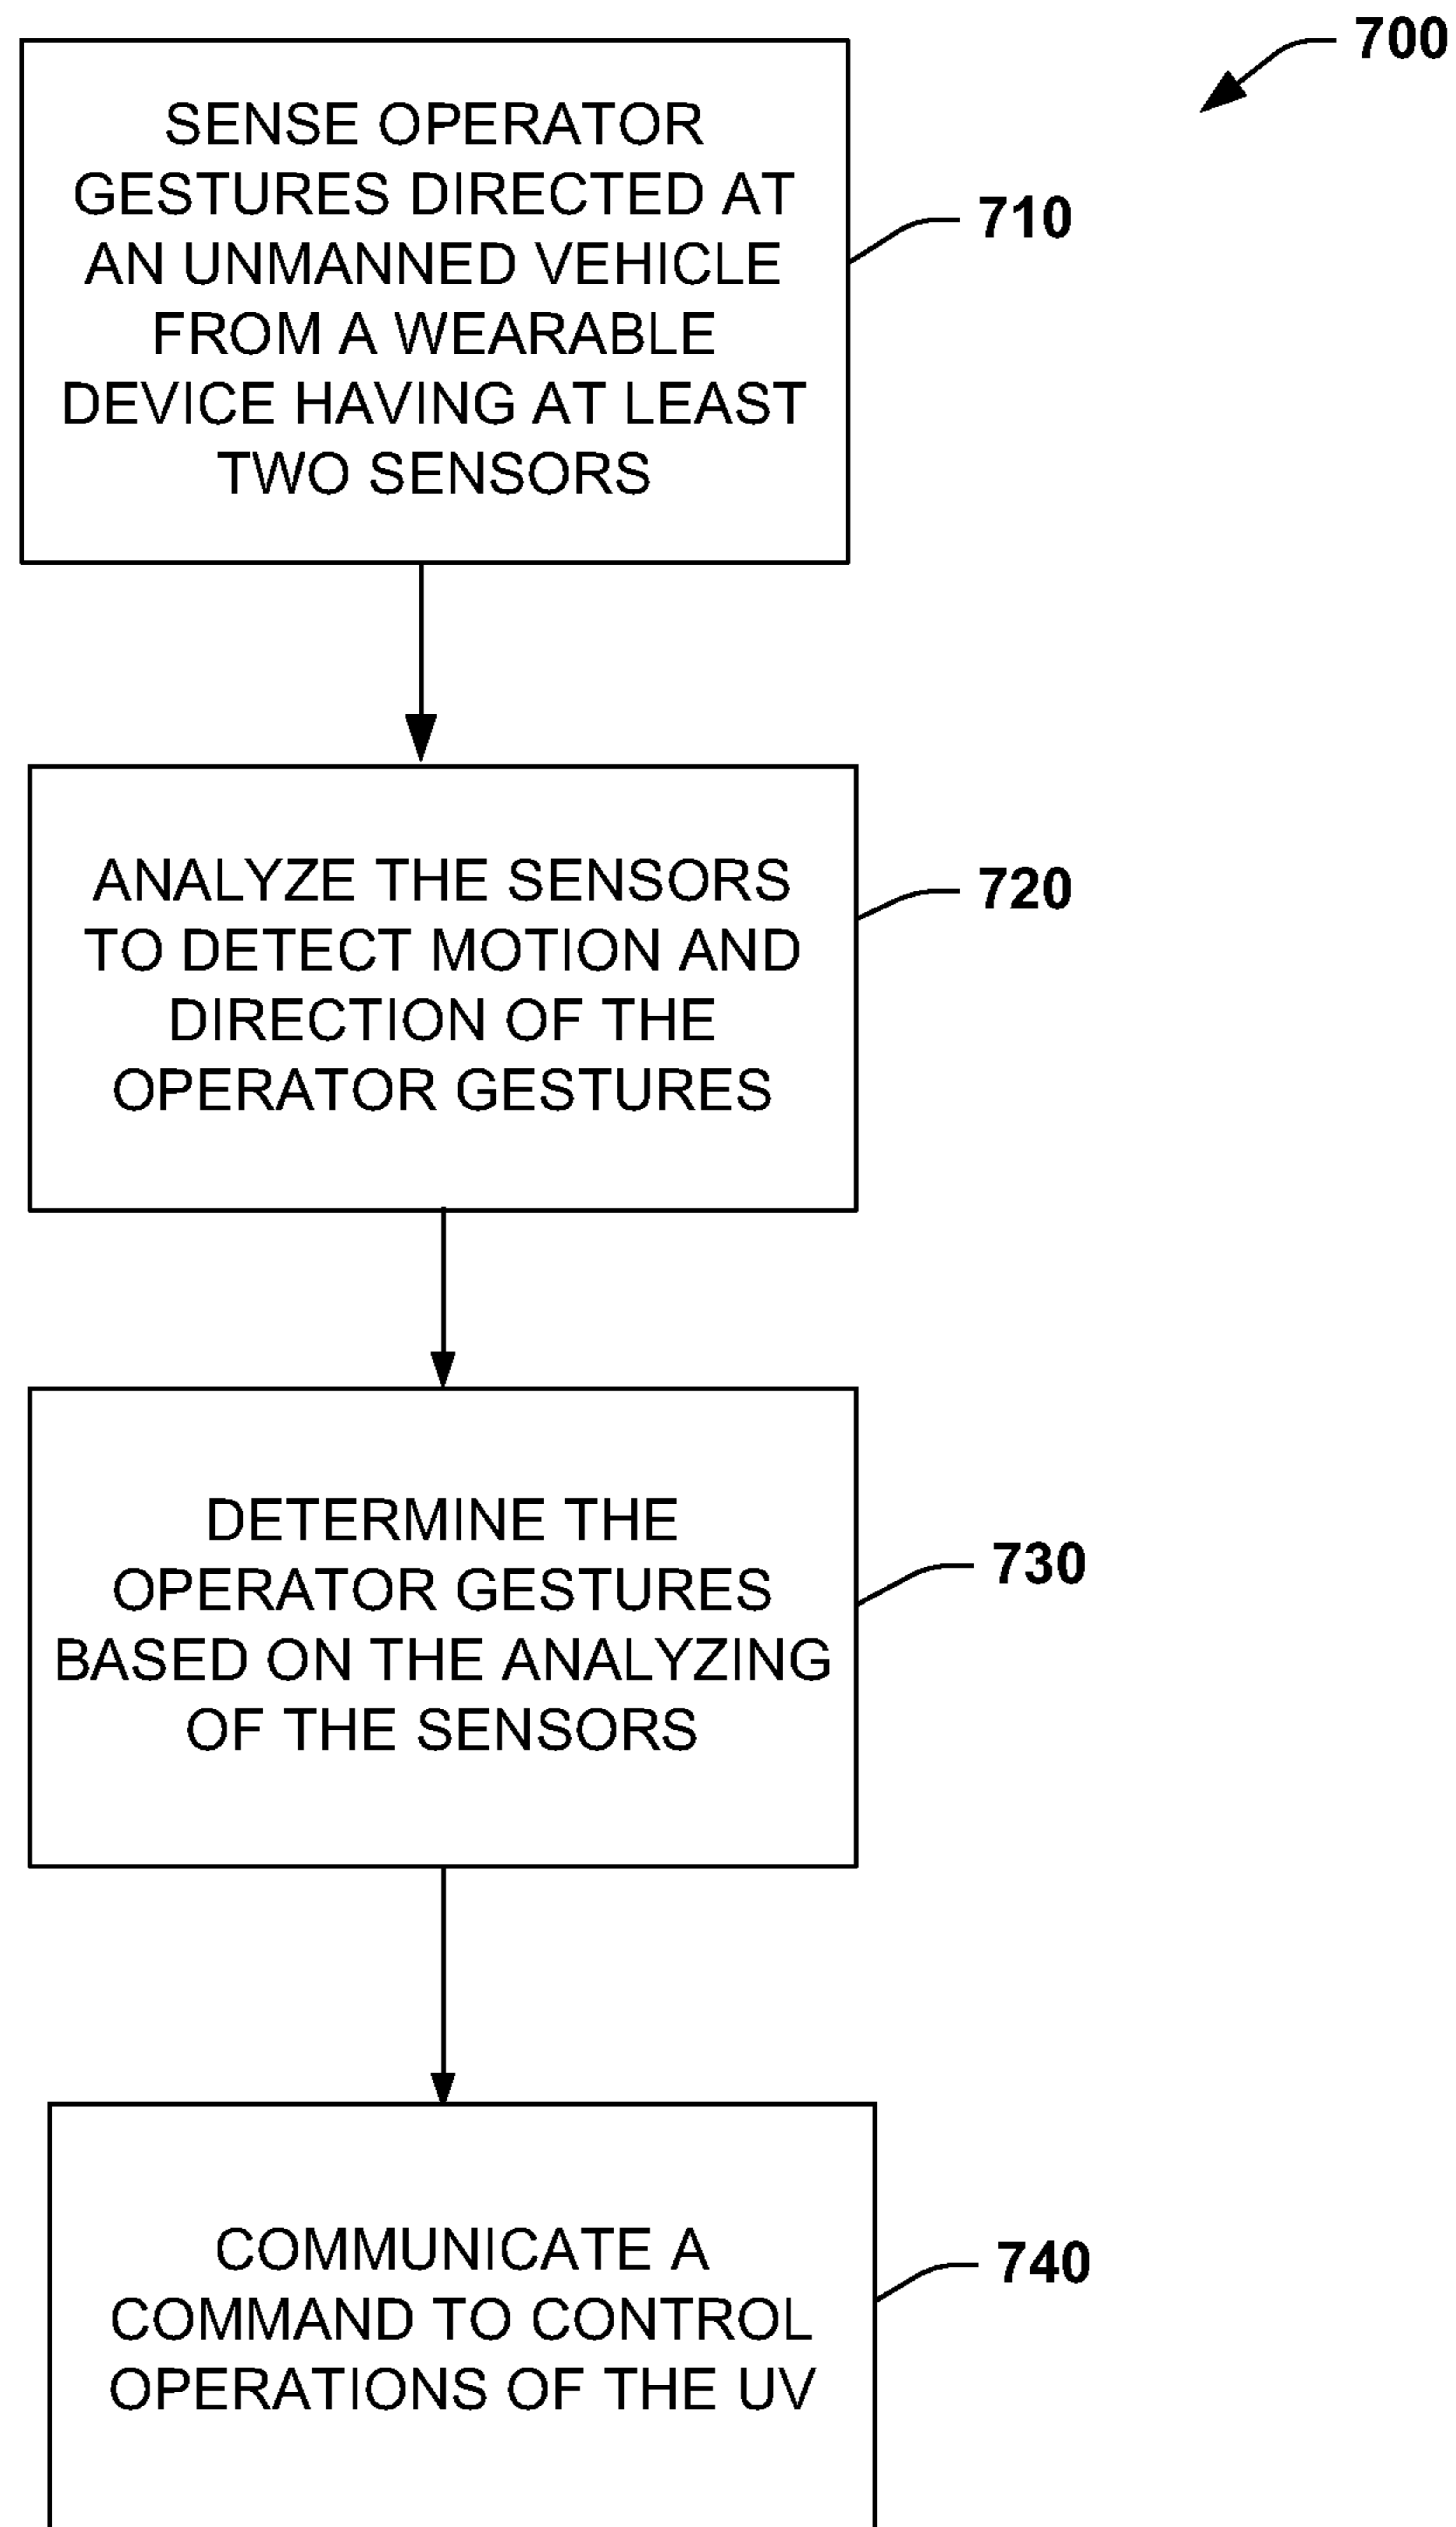 700
SENSE OPERATOR
GESTURES DIRECTED AT
AN UNMANNED VEHICLE
FROM A WEARABLE
DEVICE HAVING AT LEAST
TWO SENSORS
710
ANALYZE THE SENSORS
TO DETECT MOTION AND
DIRECTION OF THE
OPERATOR GESTURES
720
DETERMINE THE
OPERATOR GESTURES
BASED ON THE ANALYZING
OF THE SENSORS
730
COMMUNICATE A
COMMAND TO CONTROL
OPERATIONS OF THE UV
740